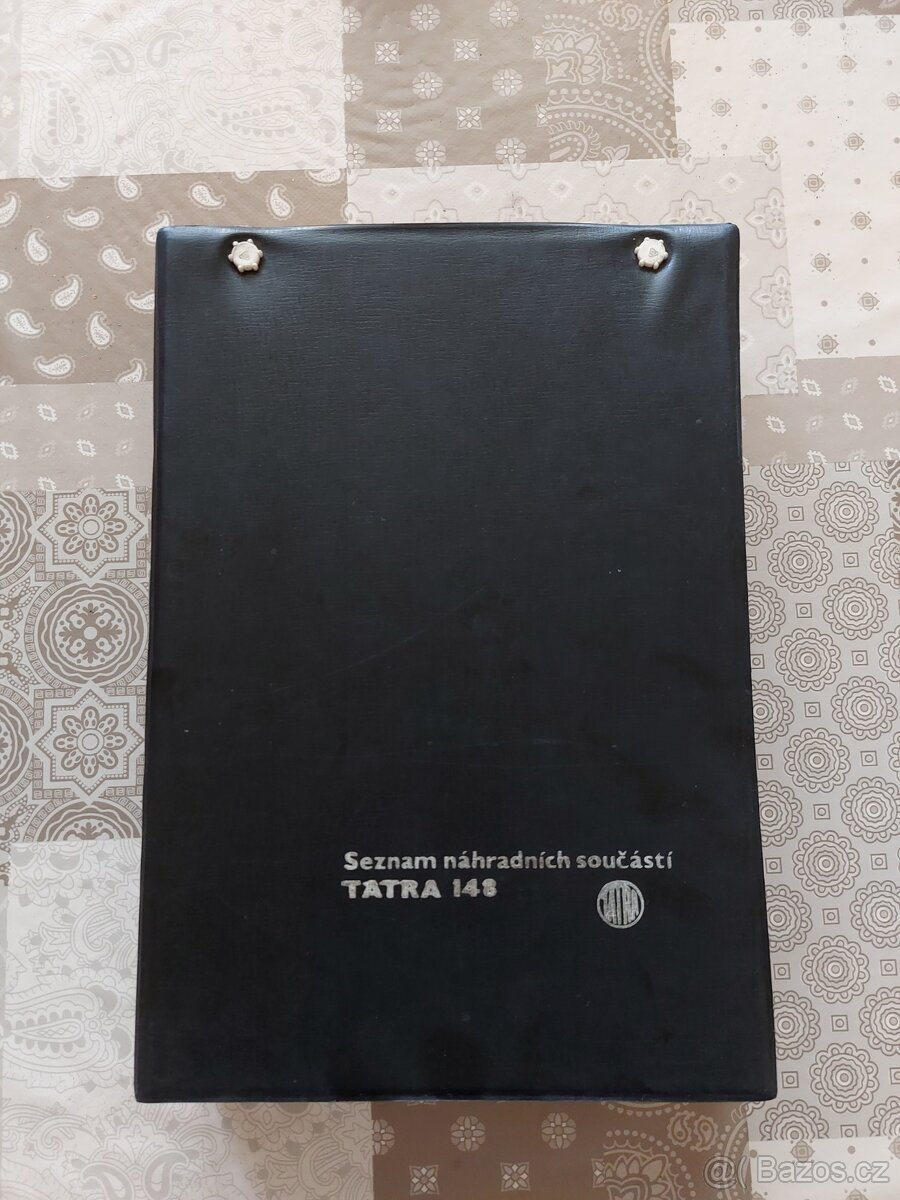 Seznam náhradních součástí
TATRA 148
TATRA
@ Bazos.cz